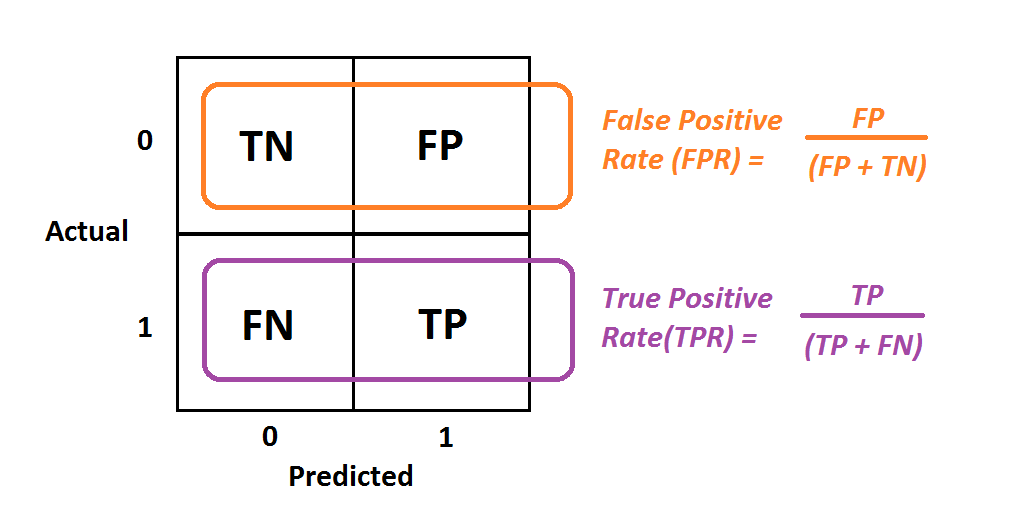 0
TN
FP
False Positive
Rate (FPR) =
FP
(FP + TN)
Actual
1
FN
TP
True Positive
Rate(TPR) =
TP
(TP + FN)
0
1
Predicted